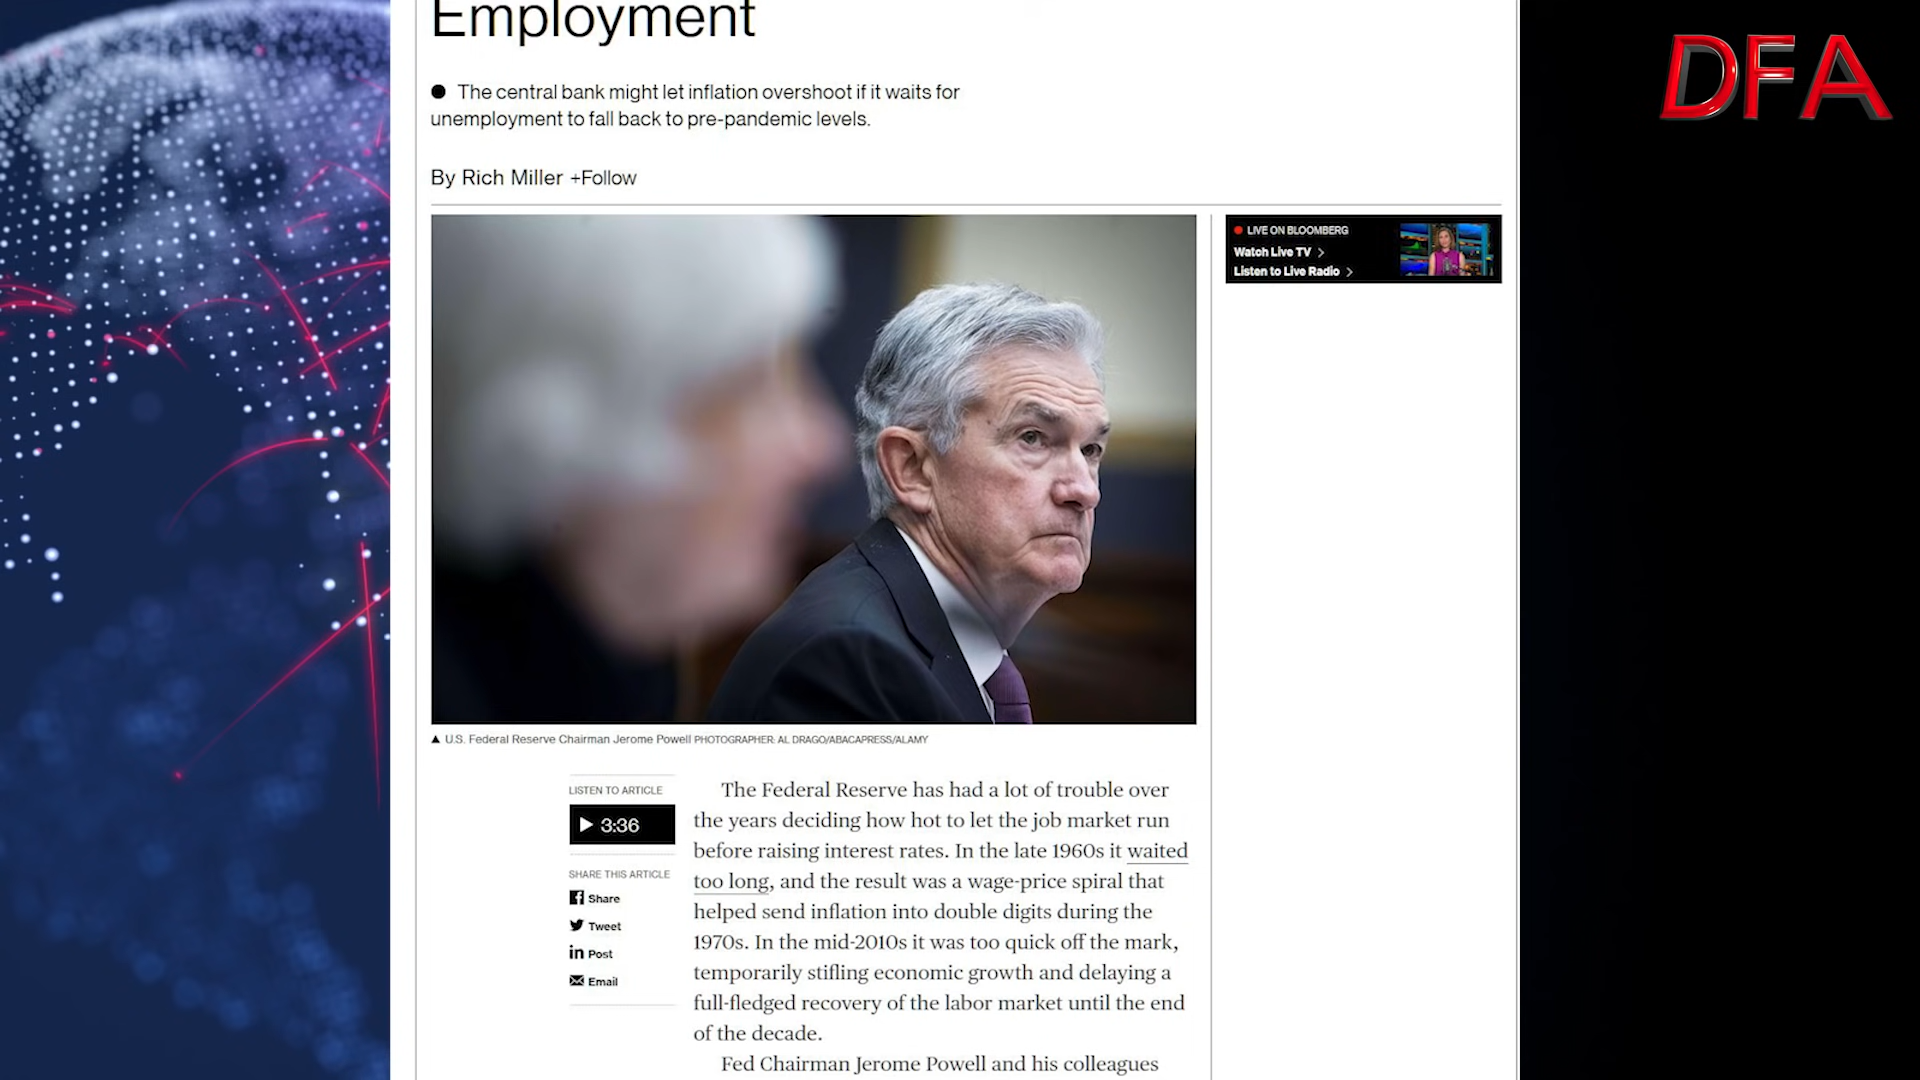 Employment
DFA
The central bank might let inflation overshoot if it waits for
unemployment to fall back to pre-pandemic levels.
By Rich Miller +Follow
LIVE ON BLOOMBERG
Watch Live TV
Listen to Live Radio
U.S. Federal Reserve Chairman Jerome Powell PHOTOGRAPHER: AL DRAGO/ABACAPRESS/ALAMY
LISTEN TO ARTICLE
3:36
SHARE THIS ARTICLE
Share
Tweet
Post
Email
The Federal Reserve has had a lot of trouble over
the years deciding how hot to let the job market run
before raising interest rates. In the late 1960s it waited
too long, and the result was a wage-price spiral that
helped send inflation into double digits during the
1970s. In the mid-2010s it was too quick off the mark,
temporarily stifling economic growth and delaying a
full-fledged recovery of the labor market until the end
of the decade.
Fed Chairman Jerome Powell and his colleagues